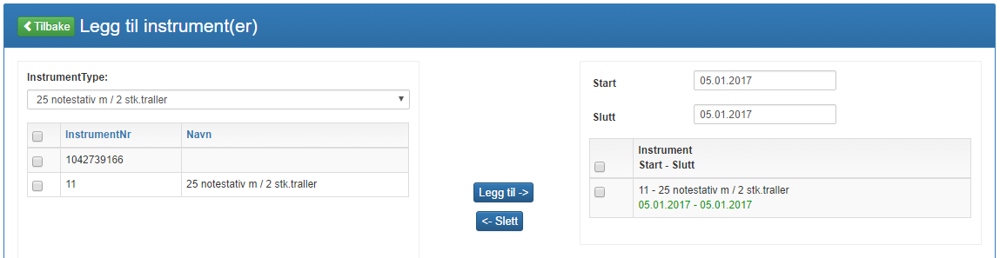 Tilbake Legg til instrument(er)
InstrumentType:
25 notestativ m / 2 stk.traller
InstrumentNr Navn
1042739166
11 25 notestativ m / 2 stk.traller
Legg til ->
<- Slett
Start 05.01.2017
Slutt 05.01.2017
Instrument
Start - Slutt
11 - 25 notestativ m / 2 stk.traller
05.01.2017 - 05.01.2017